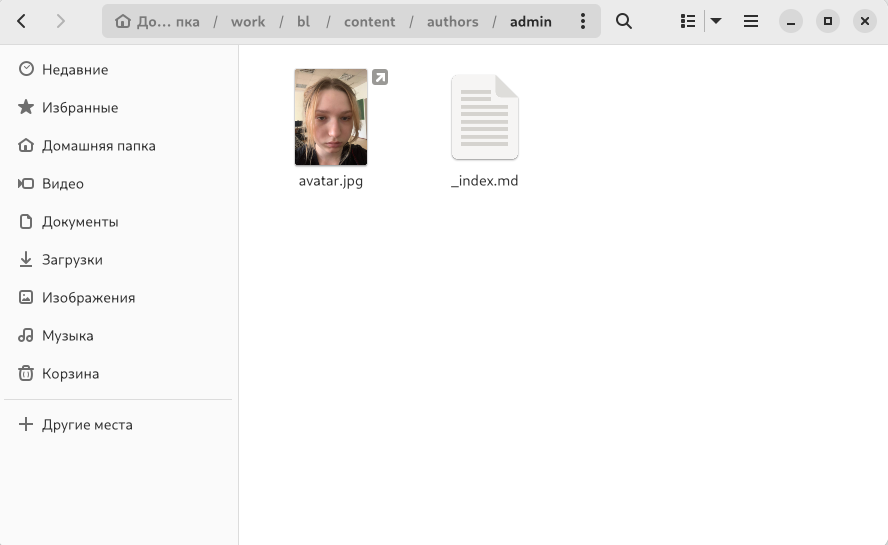 До… пка / work / bl / content / authors / admin
Недавние
Избранные
Домашняя папка
Видео
Документы
Загрузки
Изображения
Музыка
Корзина
Другие места
avatar.jpg
_index.md